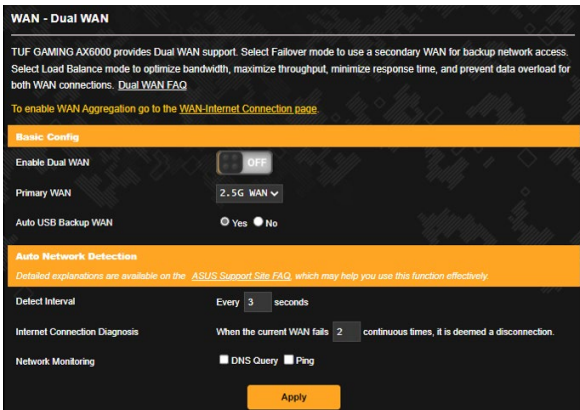 WAN - Dual WAN
TUF GAMING AX6000 provides Dual WAN support. Select Failover mode to use a secondary WAN for backup network access.
Select Load Balance mode to optimize bandwidth, maximize throughput, minimize response time, and prevent data overload for
both WAN connections. Dual WAN FAQ
To enable WAN Aggregation go to the WAN-Internet Connection page.
Basic Config
Enable Dual WAN OFF
Primary WAN 2.5G WAN
Auto USB Backup WAN Yes No
Auto Network Detection
Detailed explanations are available on the ASUS Support Site FAQ, which may help you use this function effectively.
Detect Interval Every 3 seconds
Internet Connection Diagnosis When the current WAN fails 2 continuous times, it is deemed a disconnection.
Network Monitoring DNS Query Ping
Apply